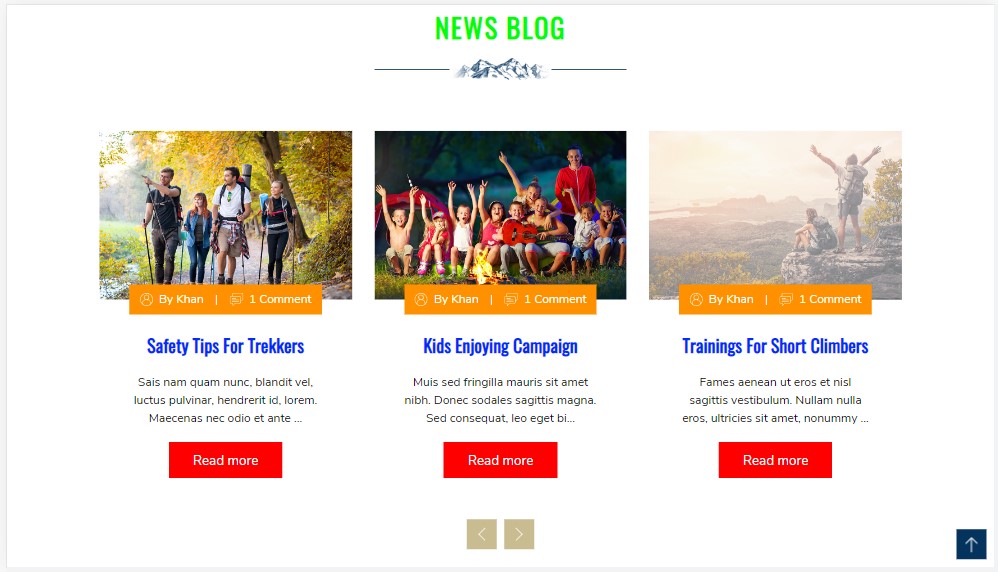 NEWS BLOG
By Khan | 1 Comment
Safety Tips For Trekkers
Sais nam quam nunc, blandit vel,
luctus pulvinar, hendrerit id, lorem.
Maecenas nec odio et ante ...
Read more
By Khan | 1 Comment
Kids Enjoying Campaign
Muis sed fringilla mauris sit amet
nibh. Donec sodales sagittis magna.
Sed consequat, leo eget bi...
Read more
By Khan | 1 Comment
Trainings For Short Climbers
Fames aenean ut eros et nisl
sagittis vestibulum. Nullam nulla
eros, ultricies sit amet, nonummy ...
Read more